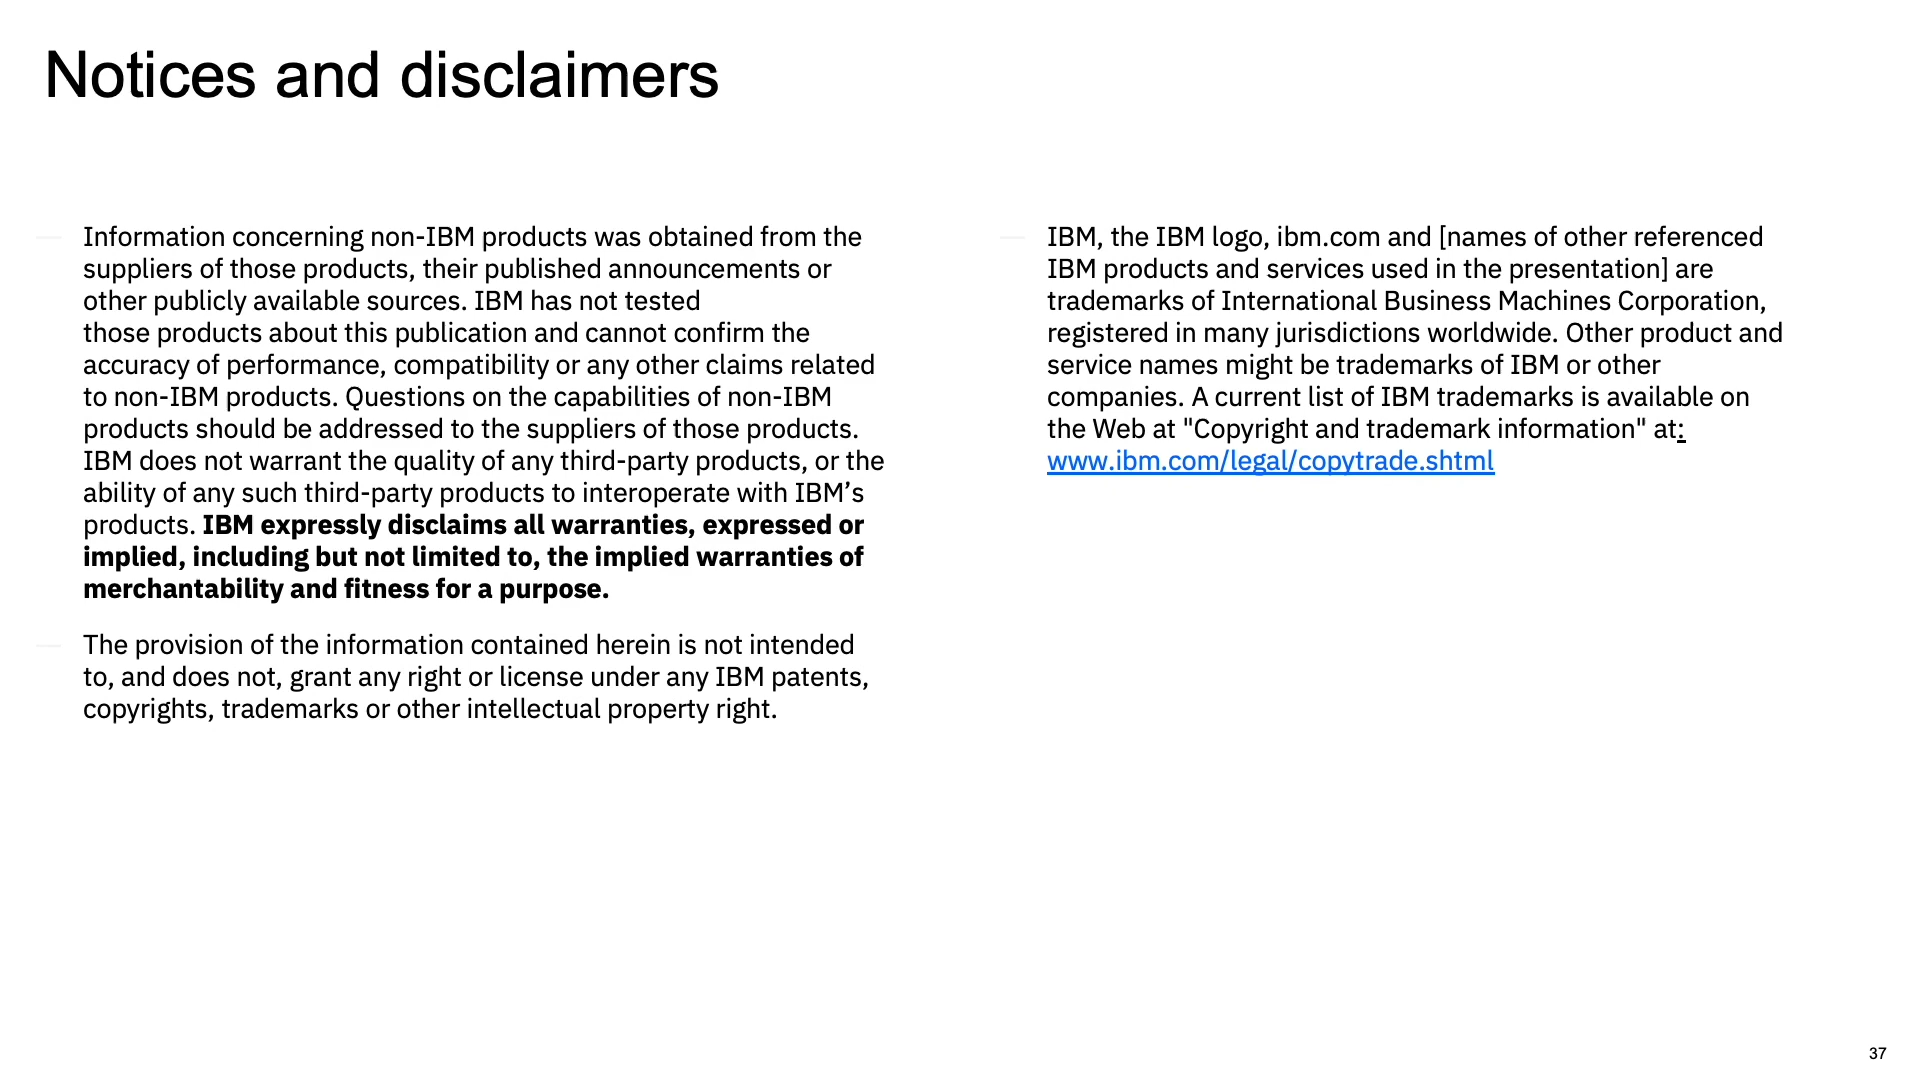 Notices and disclaimers
Information concerning non-IBM products was obtained from the
suppliers of those products, their published announcements or
other publicly available sources. IBM has not tested
those products about this publication and cannot confirm the
accuracy of performance, compatibility or any other claims related
to non-IBM products. Questions on the capabilities of non-IBM
products should be addressed to the suppliers of those products.
IBM does not warrant the quality of any third-party products, or the
ability of any such third-party products to interoperate with IBM’s
products. IBM expressly disclaims all warranties, expressed or
implied, including but not limited to, the implied warranties of
merchantability and fitness for a purpose.
The provision of the information contained herein is not intended
to, and does not, grant any right or license under any IBM patents,
copyrights, trademarks or other intellectual property right.
IBM, the IBM logo, ibm.com and [names of other referenced
IBM products and services used in the presentation] are
trademarks of International Business Machines Corporation,
registered in many jurisdictions worldwide. Other product and
service names might be trademarks of IBM or other
companies. A current list of IBM trademarks is available on
the Web at "Copyright and trademark information" at:
www.ibm.com/legal/copytrade.shtml
37